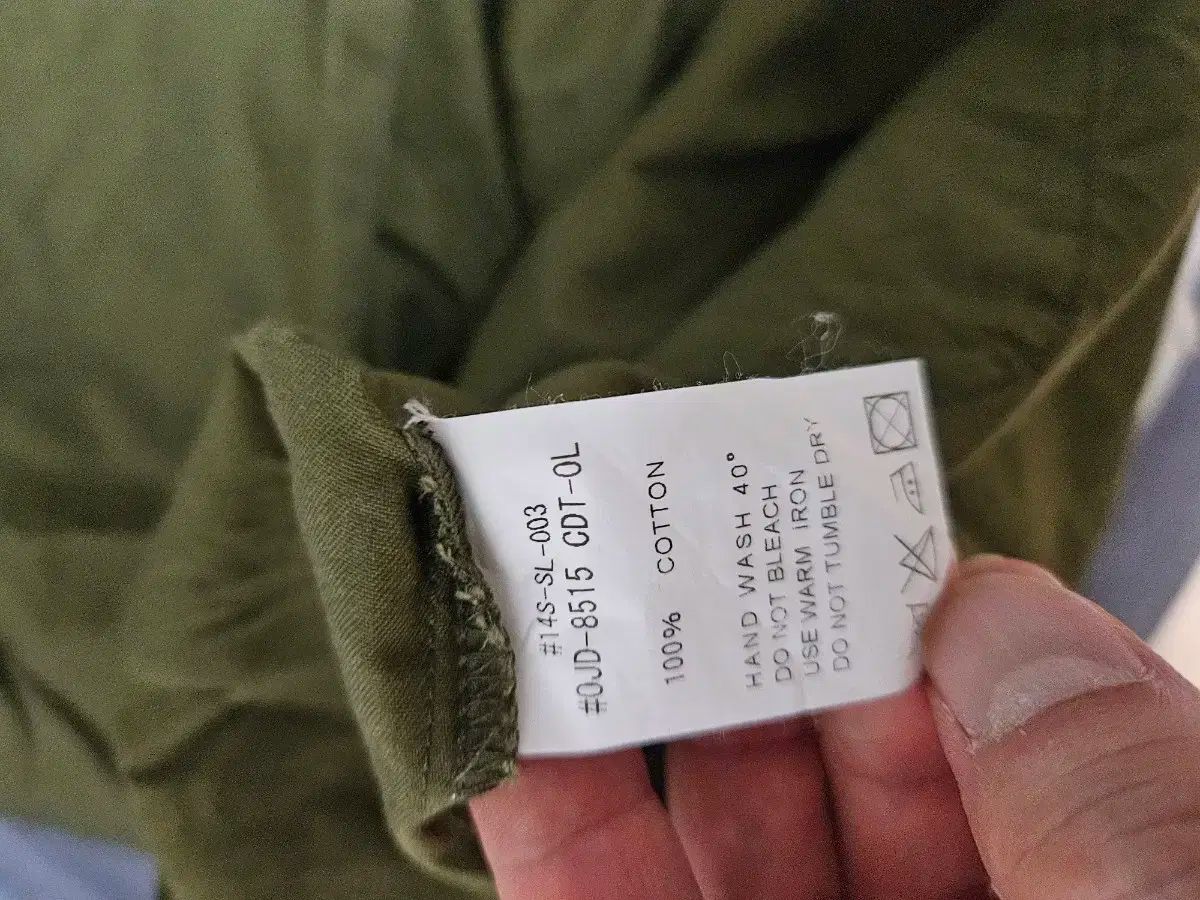 #14S-SL-003
#OJD-8515 CDT-OL
100% COTTON
HAND WASH 40°
DO NOT BLEACH
USE WARM IRON
DO NOT TUMBLE DRY